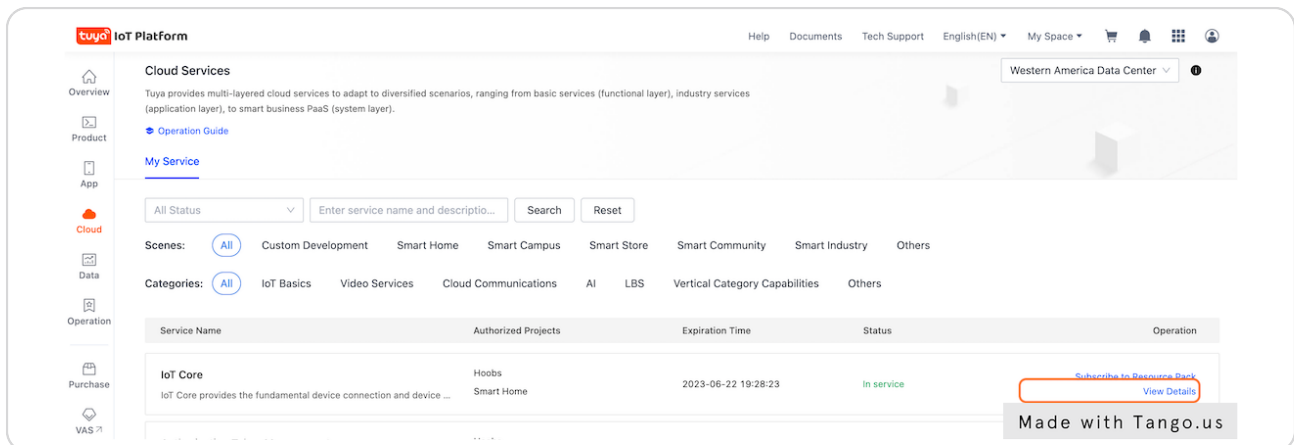 tuya IoT Platform
Help Documents Tech Support English(EN) My Space
Cloud Services
Western America Data Center
Overview
Tuya provides multi-layered cloud services to adapt to diversified scenarios, ranging from basic services (functional layer), industry services
(application layer), to smart business PaaS (system layer).
Operation Guide
Product
My Service
App
All Status
Enter service name and descriptio...
Search
Reset
Cloud
Scenes: All Custom Development Smart Home Smart Campus Smart Store Smart Community Smart Industry Others
Data
Categories: All IoT Basics Video Services Cloud Communications AI LBS Vertical Category Capabilities Others
Operation
Service Name Authorized Projects Expiration Time Status Operation
Purchase
IoT Core
IoT Core provides the fundamental device connection and device ...
Hoobs
Smart Home
2023-06-22 19:28:23
In service
Subscribe to Resource Pack
View Details
VAS
Made with Tango.us